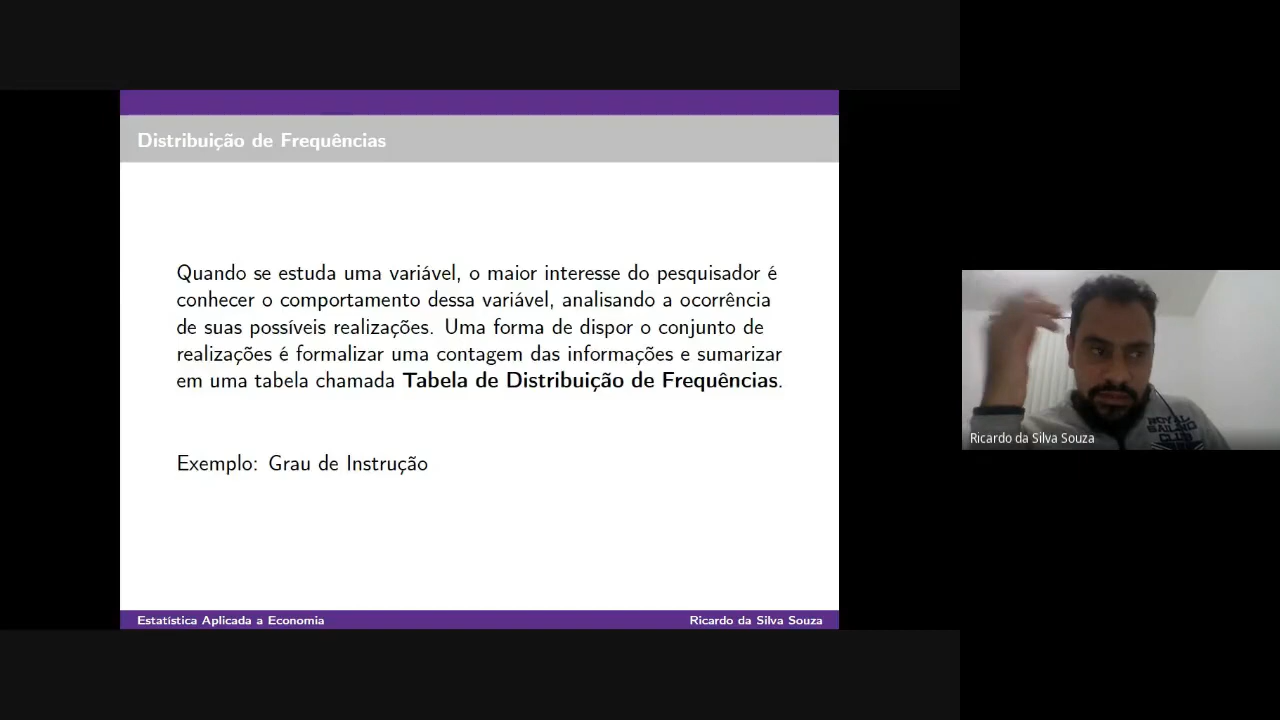 Distribuição de Frequências
Quando se estuda uma variável, o maior interesse do pesquisador é
conhecer o comportamento dessa variável, analisando a ocorrência
de suas possíveis realizações. Uma forma de dispor o conjunto de
realizações é formalizar uma contagem das informações e sumarizar
em uma tabela chamada Tabela de Distribuição de Frequências.
Exemplo: Grau de Instrução
Estatística Aplicada a Economia
Ricardo da Silva Souza
ROYAL
SAILING
CLUB
Ricardo da Silva Souza